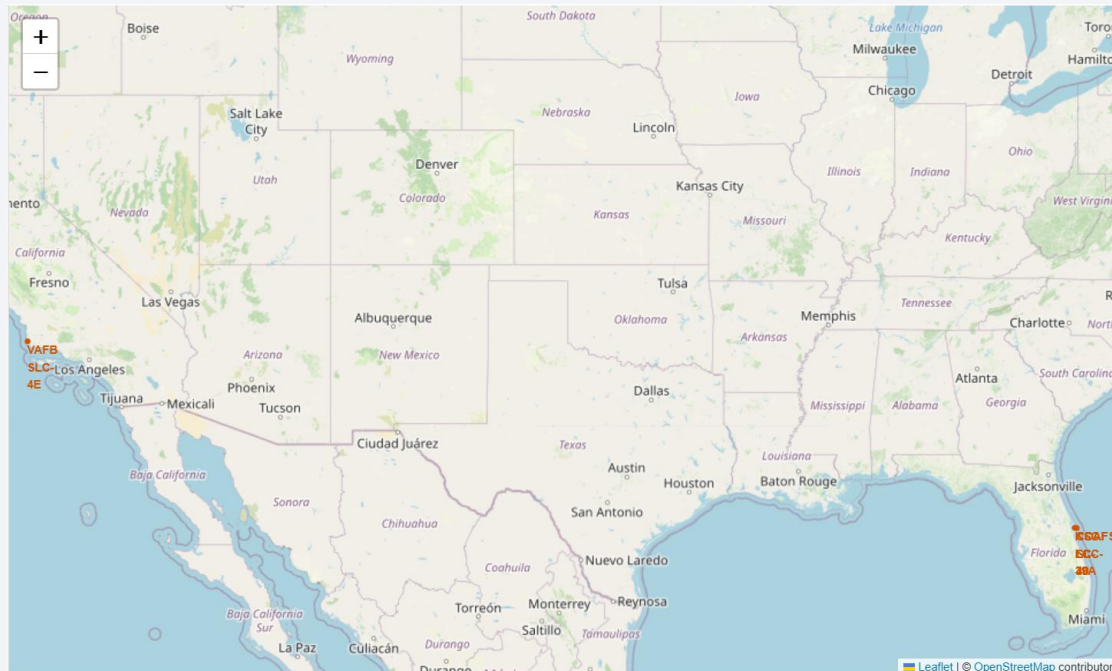 Oregon
Boise
South Dakota
Lake Michigan
Toro
+
−
Wyoming
Milwaukee
Hamilto
Detroit
Chicago
Iowa
Nebraska
Salt Lake
City
Lincoln
Ohio
Denver
Utah
Illinois
Indiana
Kansas City
Colorado
West Virgin
nento
Nevada
Kansas
Missouri
Kentucky
California
Fresno
Tulsa
Las Vegas
Tennessee
Albuquerque
Oklahoma
Memphis
Charlotte
Nort
Arkansas
VAFB
SLC-
4E
Arizona
New Mexico
Los Angeles
South Carolina
Atlanta
Phoenix
Dallas
Tijuana
Mexicali
Tucson
Mississippi
Alabama
Georgia
Ciudad Juárez
Texas
Louisiana
Austin
Baja California
Houston
Baton Rouge
Jacksonville
Sonora
San Antonio
Chihuahua
Florida
Nuevo Laredo
Coahuila
Monterrey
Reynosa
Torreón
Baja California
Sur
Miami
Saltillo
Tamaulipas
La Paz
Culiacán
Durango
Durango
Leaflet | © OpenStreetMap contributor